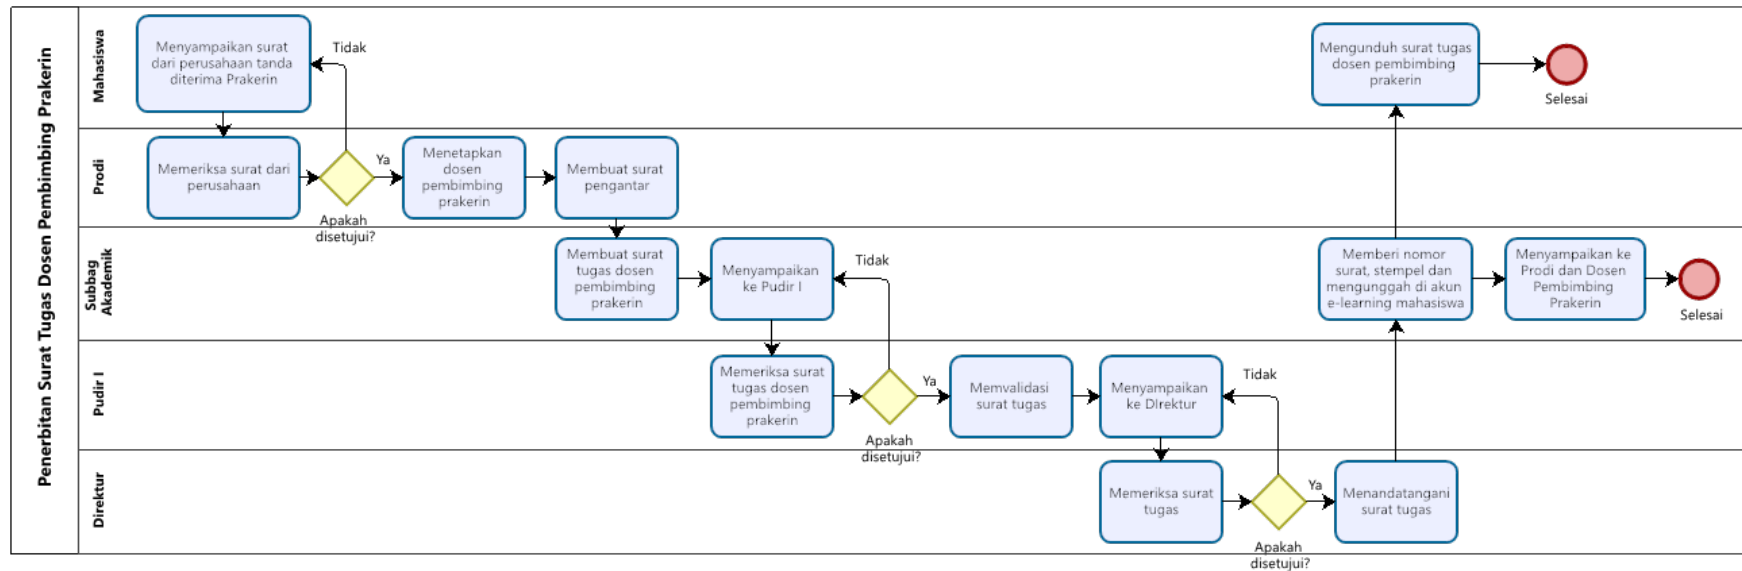 Penerbitan Surat Tugas Dosen Pembimbing Prakerin
Mahasiswa
Menyampaikan surat
dari perusahaan tanda
diterima Prakerin
Tidak
Mengunduh surat tugas
dosen pembimbing
prakerin
Selesai
Prodi
Memeriksa surat dari
perusahaan
Apakah
disetujui?
Ya
Menetapkan
dosen
pembimbing
prakerin
Membuat surat
pengantar
Subbag
Akademik
Membuat surat
tugas dosen
pembimbing
prakerin
Menyampaikan
ke Pudir I
Tidak
Memberi nomor
surat, stempel dan
mengunggah di akun
e-learning mahasiswa
Menyampaikan ke
Prodi dan Dosen
Pembimbing
Prakerin
Selesai
Pudir I
Memeriksa surat
tugas dosen
pembimbing
prakerin
Apakah
disetujui?
Ya
Memvalidasi
surat tugas
Menyampaikan
ke DIrektur
Tidak
Direktur
Memeriksa surat
tugas
Apakah
disetujui?
Ya
Menandatangani
surat tugas